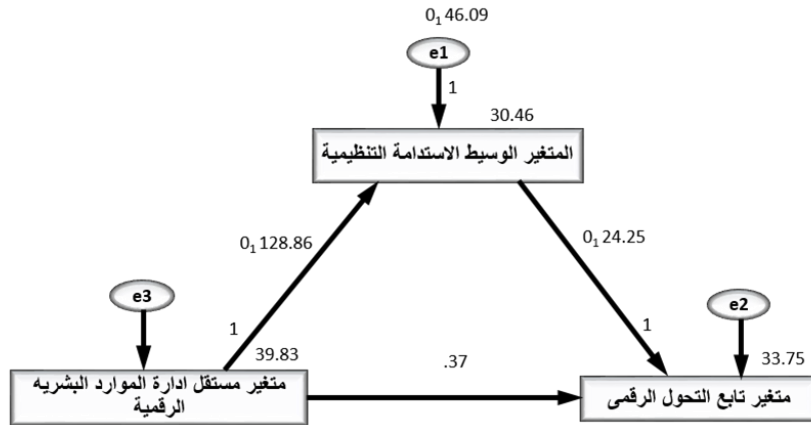 0,46.09
e1
1
30.46
المتغير الوسيط الاستدامة التنظيمية
0,128.86
0,24.25
e3
e2
1
1
39.83
.37
33.75
متغير مستقل ادارة الموارد البشريه
الرقمية
متغير تابع التحول الرقمى